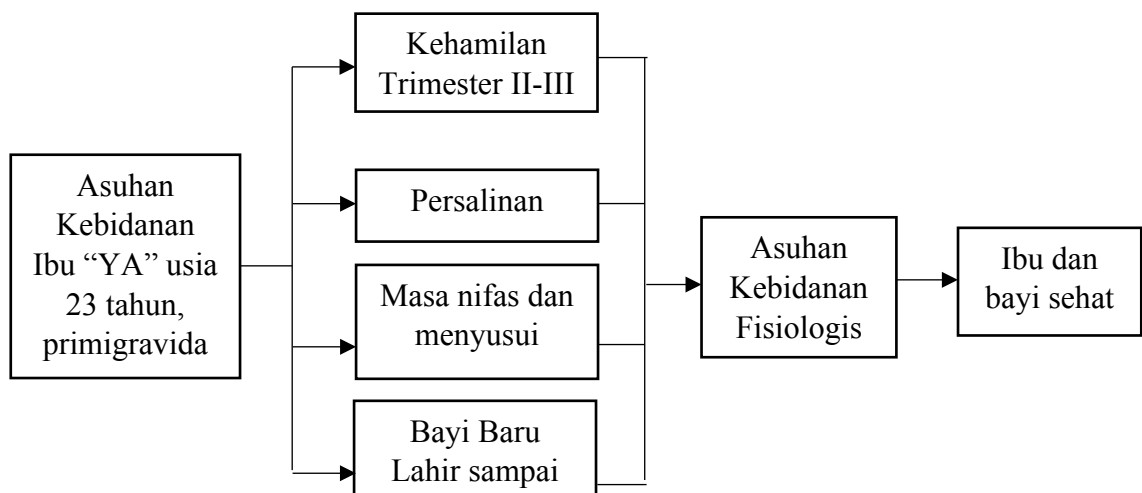 Asuhan
Kebidanan
Ibu “YA” usia
23 tahun,
primigravida
Kehamilan
Trimester II-III
Persalinan
Masa nifas dan
menyusui
Bayi Baru
Lahir sampai
Asuhan
Kebidanan
Fisiologis
Ibu dan
bayi sehat